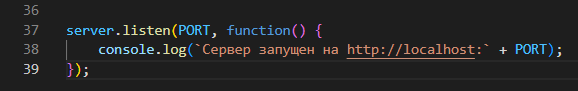 36
37 server.listen(PORT, function() {
38 console.log(`Сервер запущен на http://localhost:` + PORT);
39 });